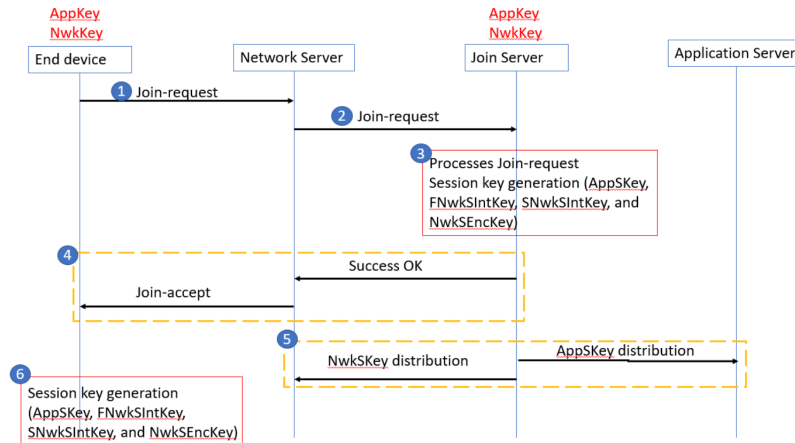 AppKey
NwkKey
AppKey
NwkKey
End device
Network Server
Join Server
Application Server
1 Join-request
2 Join-request
3 Processes Join-request
Session key generation (AppSKey,
FNwkSIntKey, SNwkSIntKey, and
NwkSEncKey)
4
Success OK
Join-accept
5
NwkSKey distribution
AppSKey distribution
6
Session key generation
(AppSKey, FNwkSIntKey,
SNwkSIntKey, and NwkSEncKey)